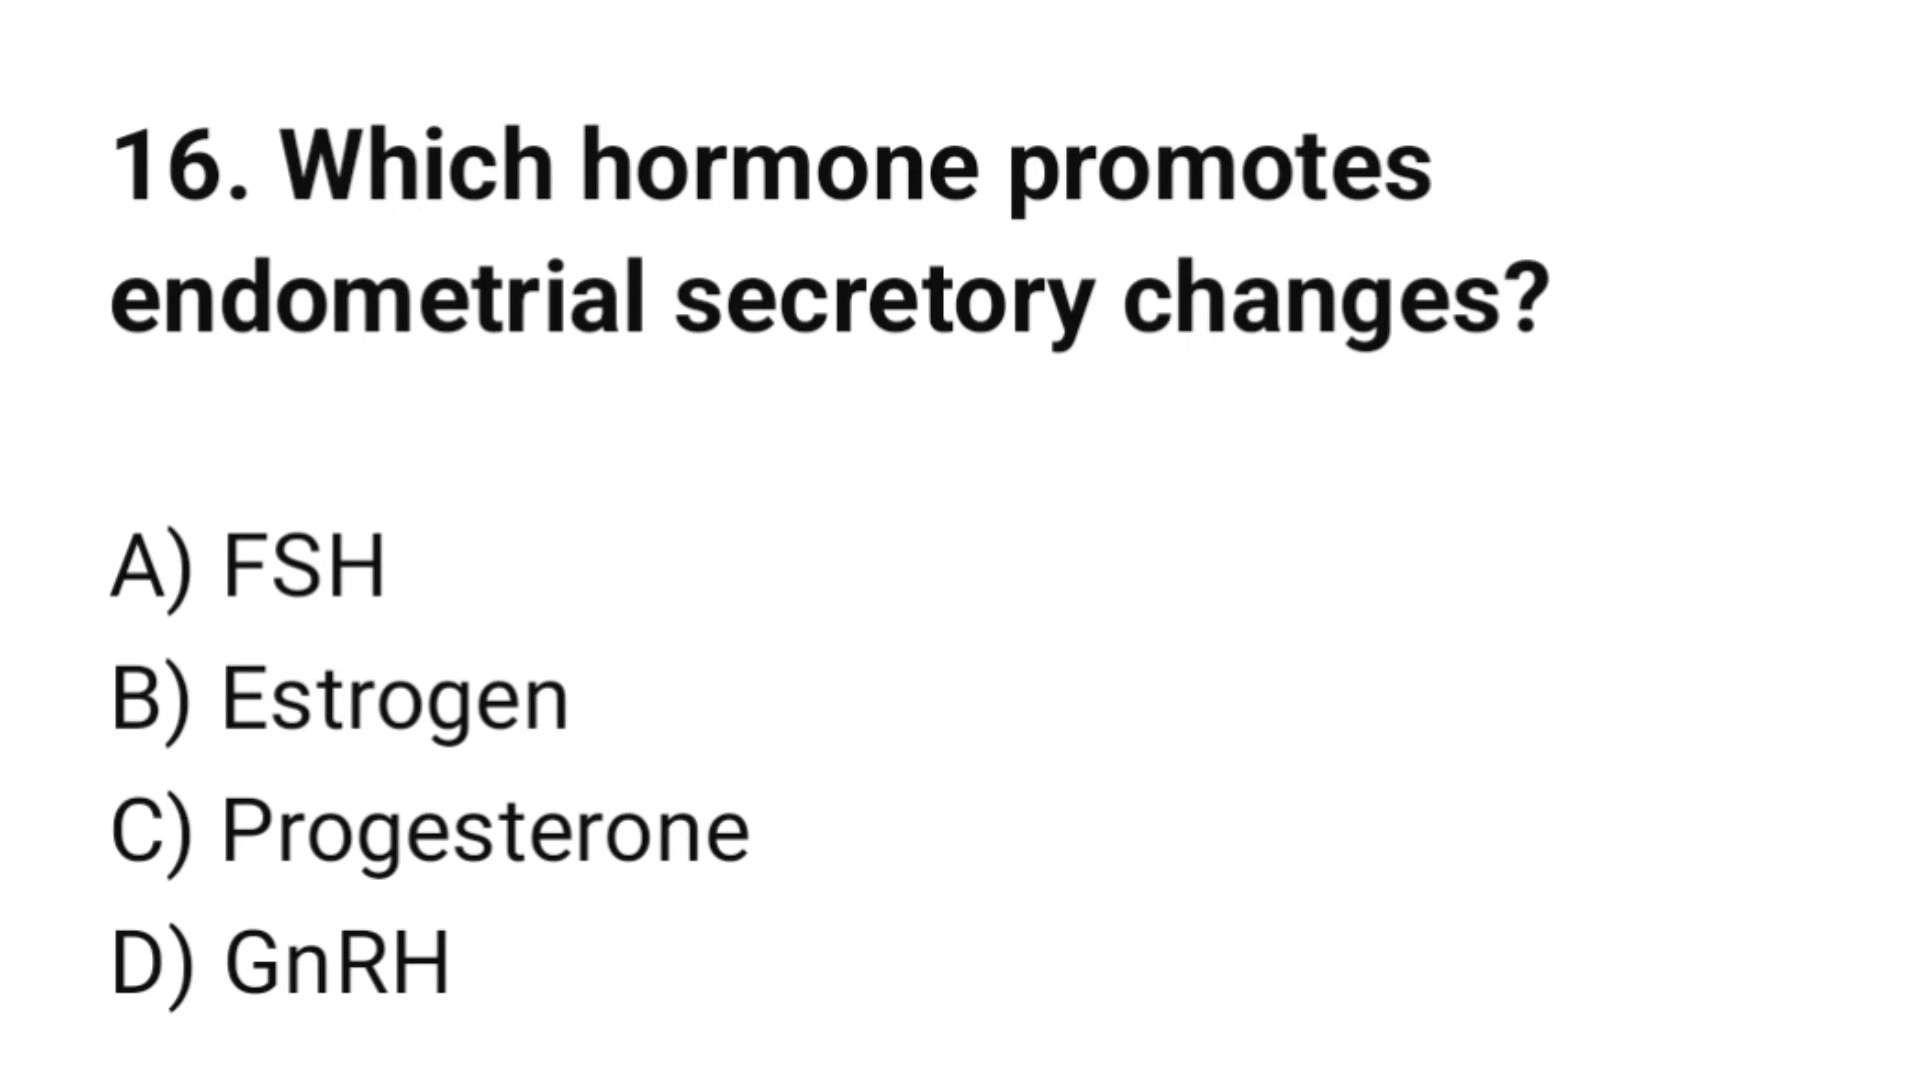 16. Which hormone promotes
endometrial secretory changes?
A) FSH
B) Estrogen
C) Progesterone
D) GnRH